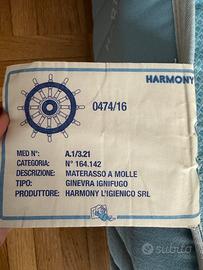 HARMONY
0474/16
MED N°: A.1/3.21
CATEGORIA: N° 164.142
DESCRIZIONE: MATERASSO A MOLLE
TIPO: GINEVRA IGNIFUGO
PRODUTTORE: HARMONY L'IGIENICO SRL
subito